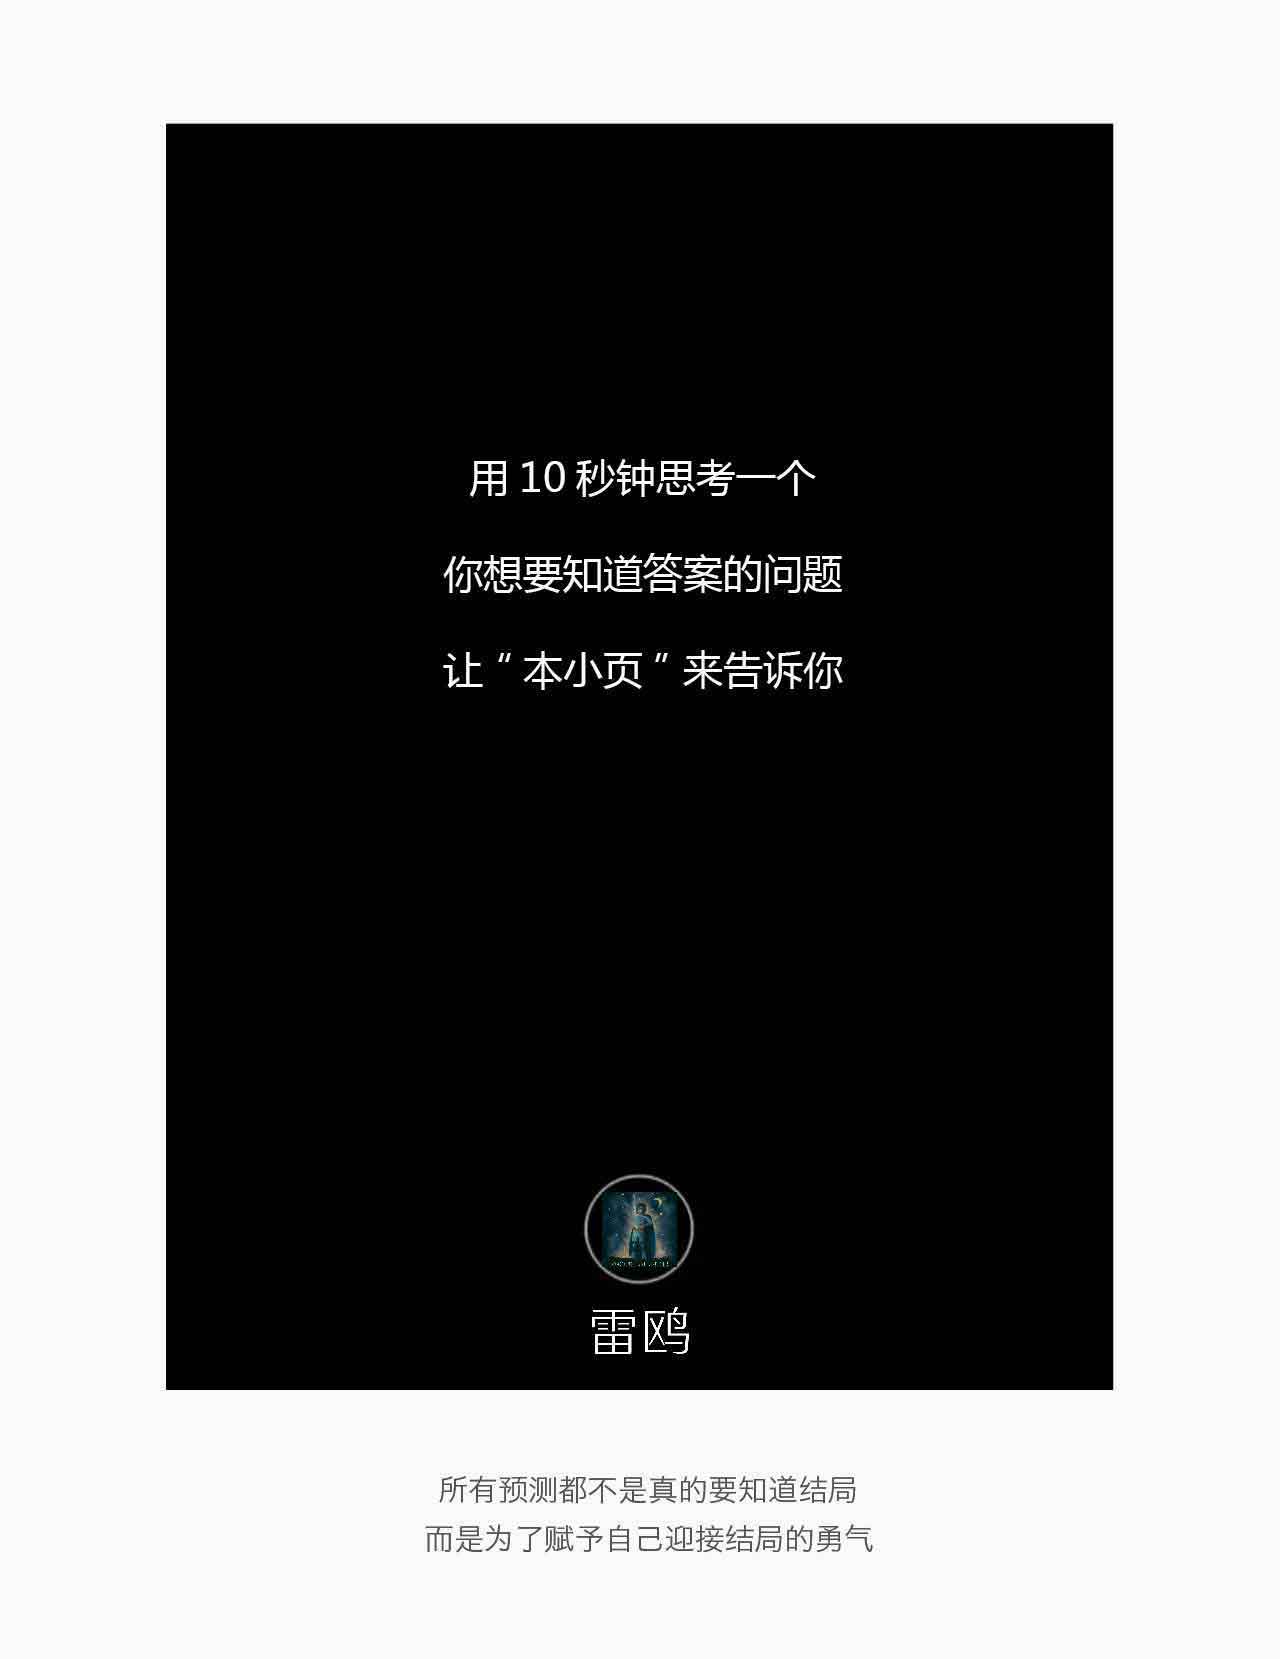 用 10 秒钟思考一个
你想要知道答案的问题
让 " 本小页 " 来告诉你
雷鸥
所有预测都不是真的要知道结局
而是为了赋予自己迎接结局的勇气